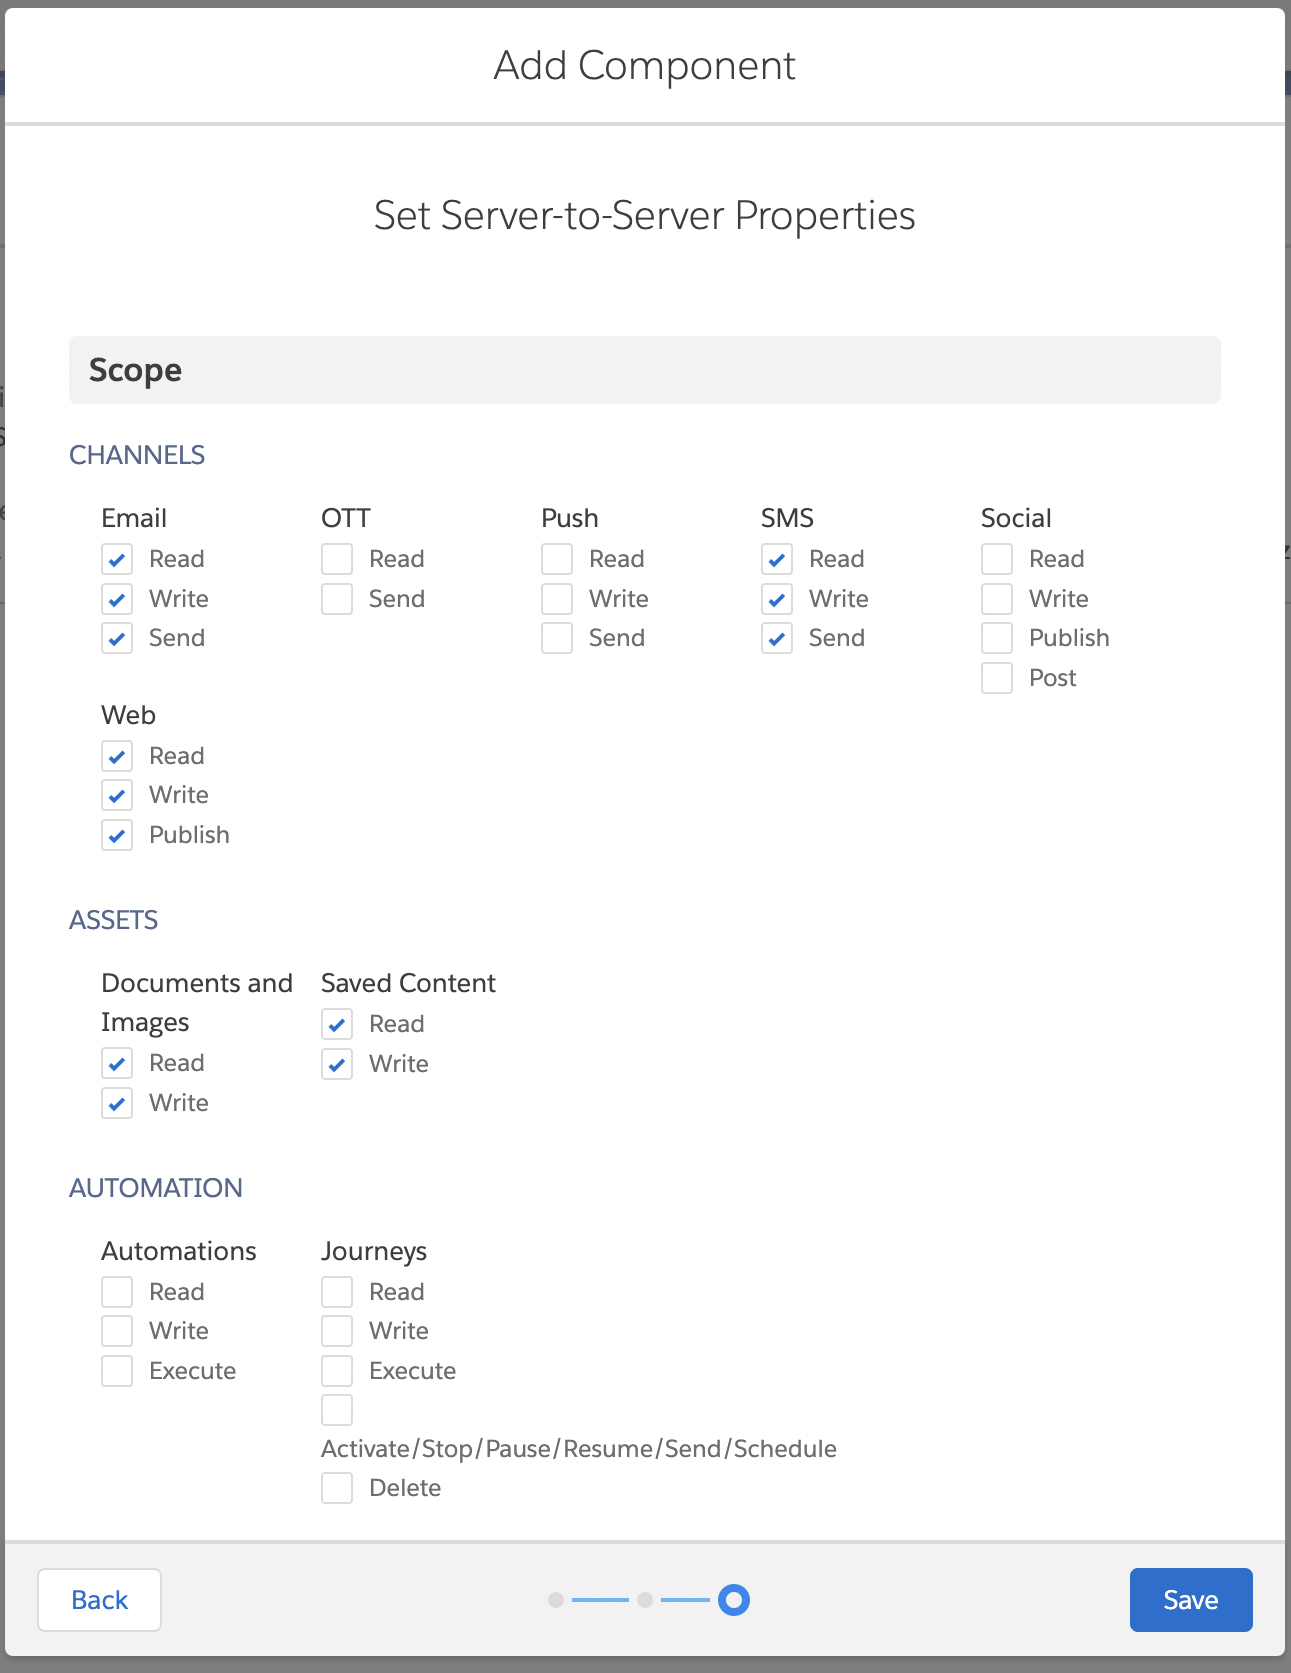 Add Component
Set Server-to-Server Properties
Scope
CHANNELS
Email
Read
Write
Send
OTT
Read
Send
Push
Read
Write
Send
SMS
Read
Write
Send
Social
Read
Write
Publish
Post
Web
Read
Write
Publish
ASSETS
Documents and
Images
Read
Write
Saved Content
Read
Write
AUTOMATION
Automations
Read
Write
Execute
Journeys
Read
Write
Execute
Activate/Stop/Pause/Resume/Send/Schedule
Delete
Back
Save